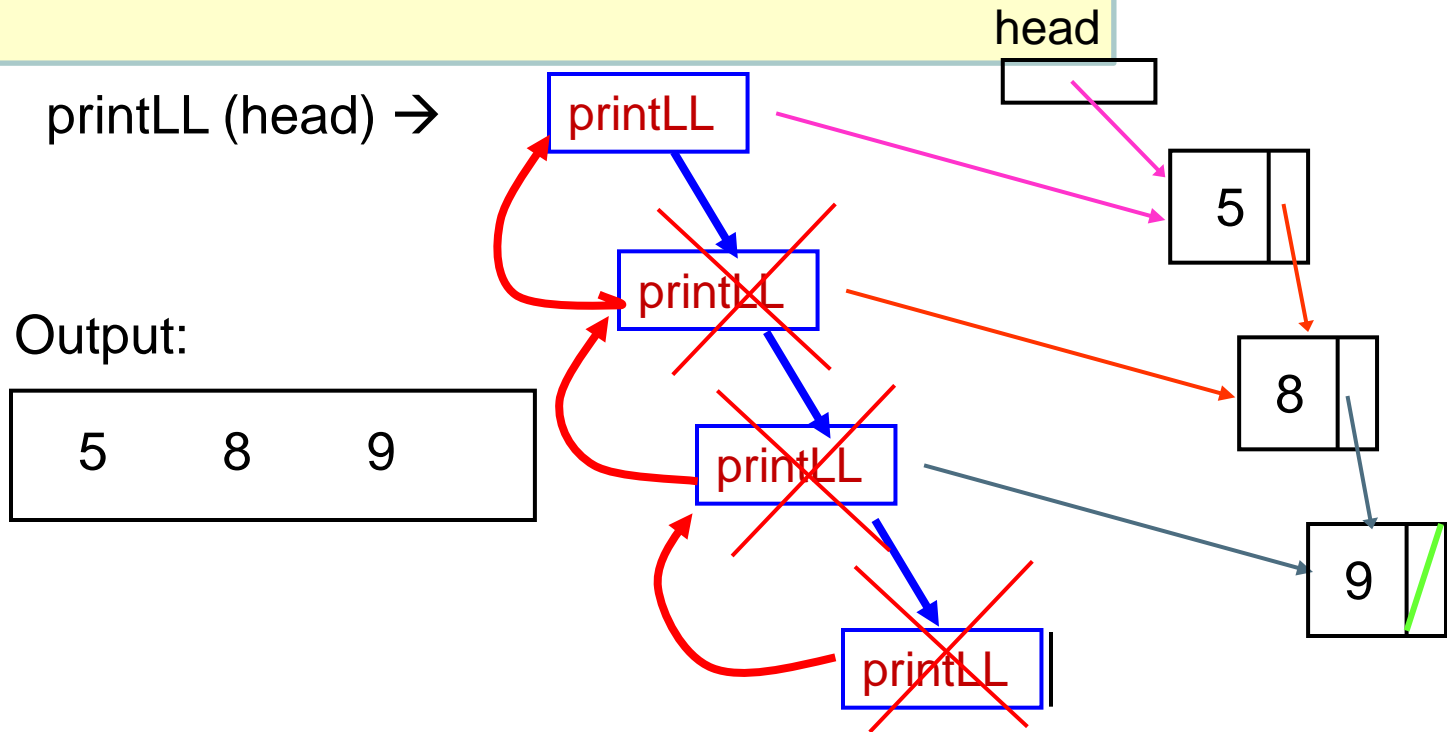 head
printLL (head) → printLL
5
printLL
Output:
8
5 8 9
printLL
9
printLL